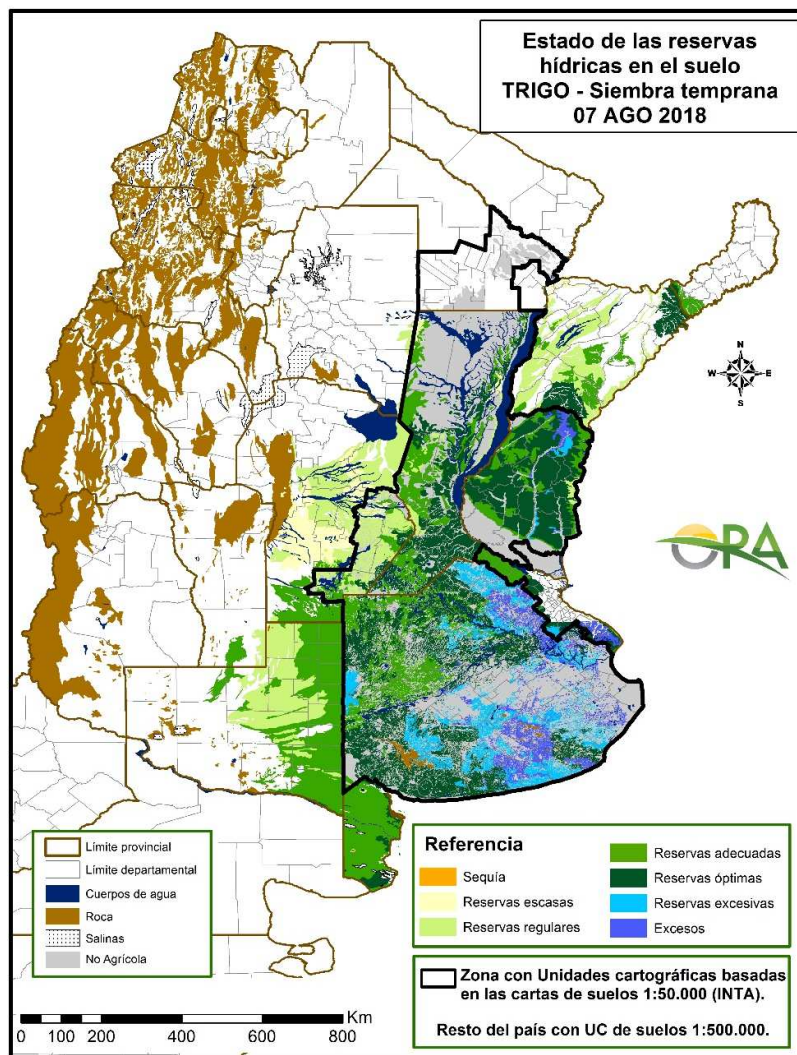 Estado de las reservas
hídricas en el suelo
TRIGO - Siembra temprana
07 AGO 2018
N
W
E
S
ORA
Límite provincial
Límite departamental
Cuerpos de agua
Roca
Salinas
No Agrícola
Referencia
Sequía
Reservas escasas
Reservas regulares
Reservas adecuadas
Reservas óptimas
Reservas excesivas
Excesos
Zona con Unidades cartográficas basadas
en las cartas de suelos 1:50.000 (INTA).
Resto del país con UC de suelos 1:500.000.
Km
0 100 200 400 600 800